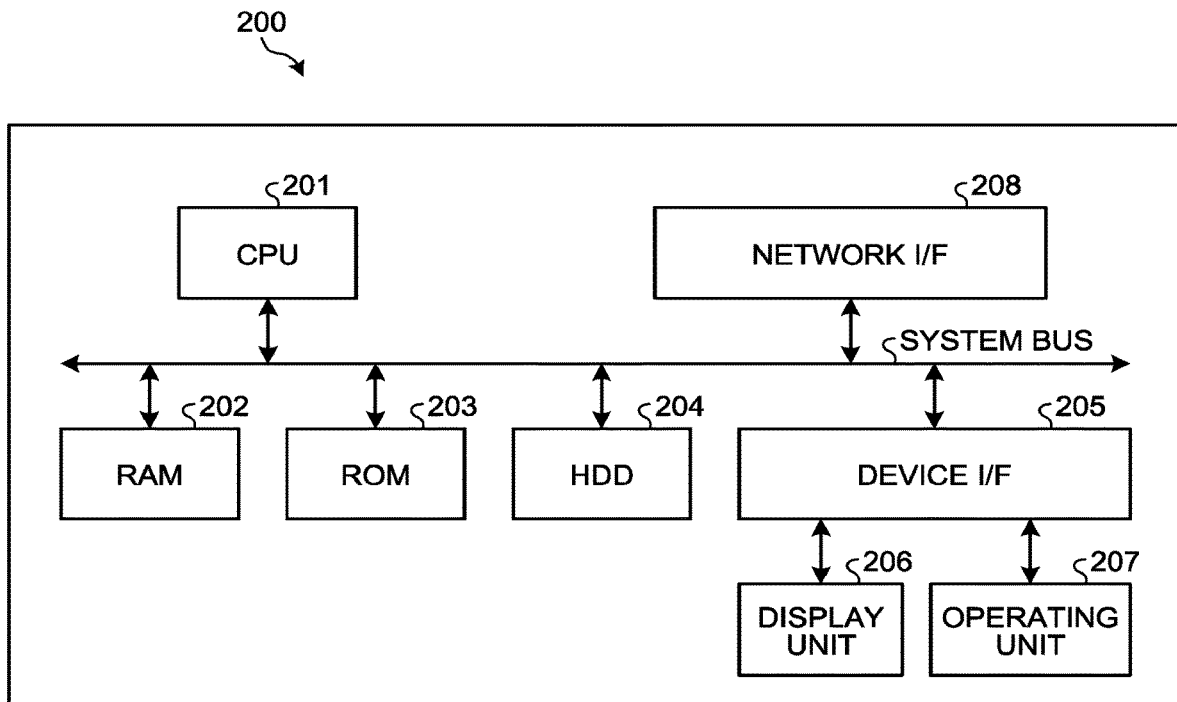 200
201
CPU
208
NETWORK I/F
SYSTEM BUS
202
RAM
203
ROM
204
HDD
205
DEVICE I/F
206
DISPLAY
UNIT
207
OPERATING
UNIT